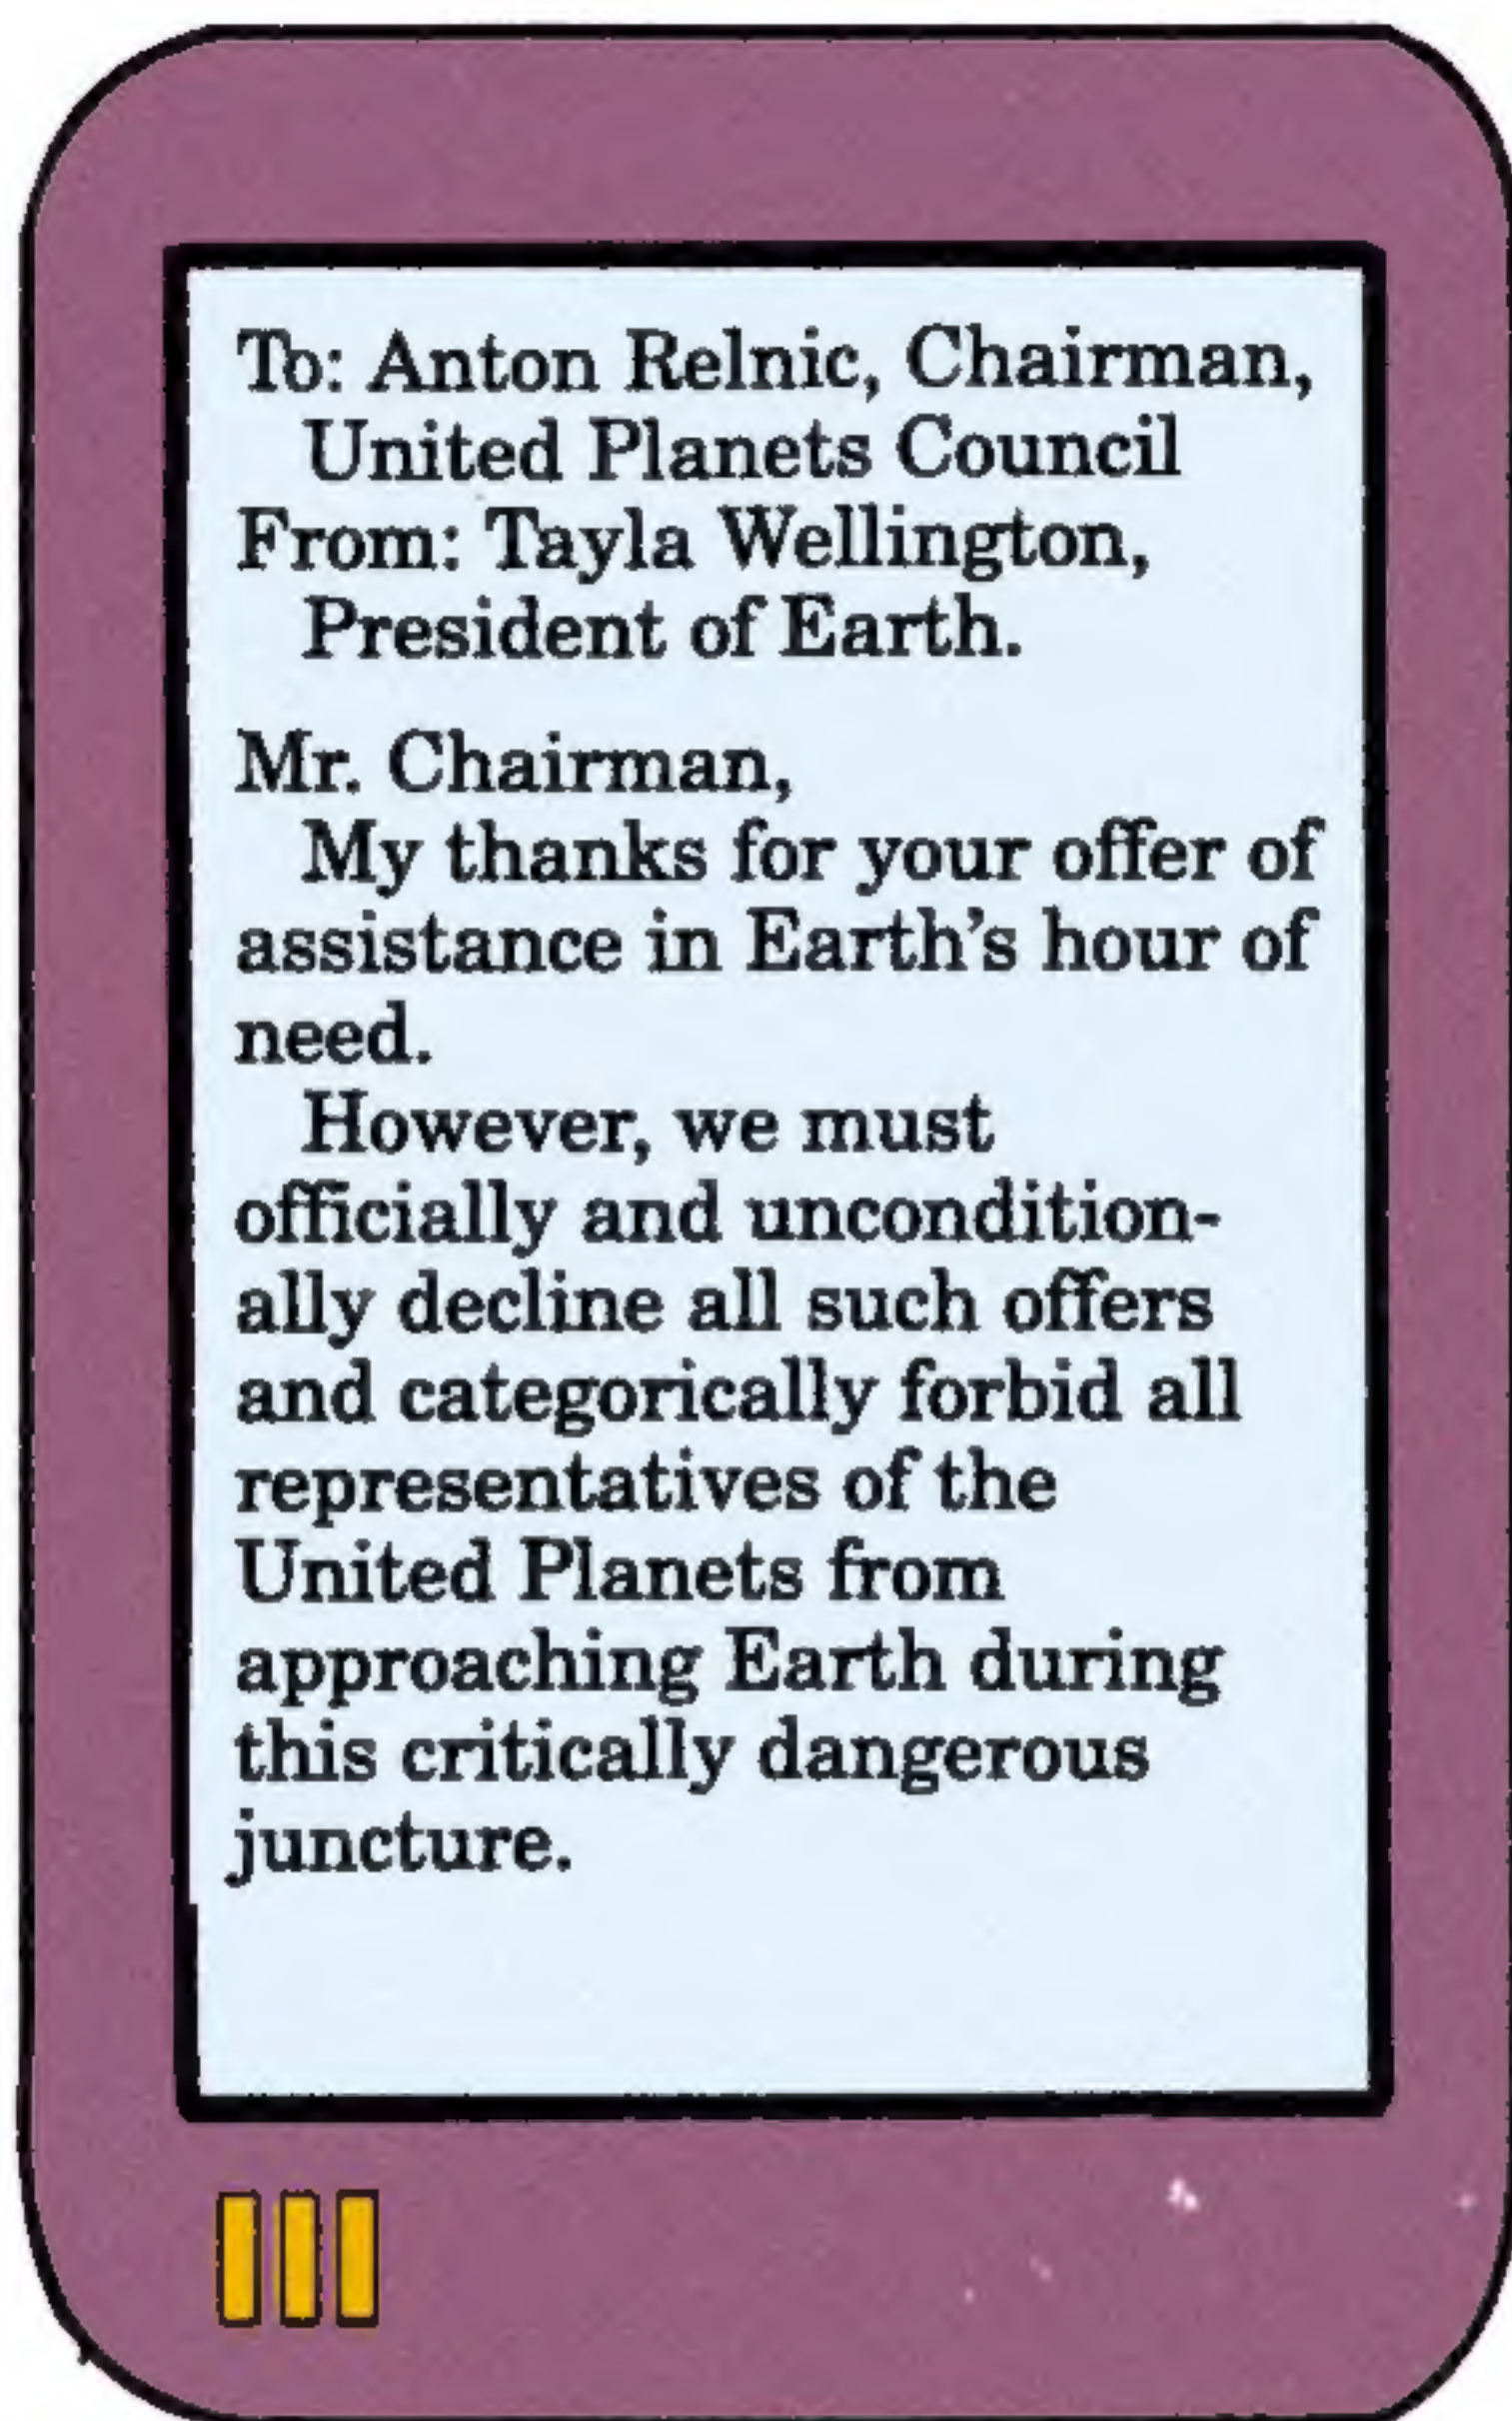 To: Anton Relnic, Chairman,
United Planets Council
From: Tayla Wellington,
President of Earth.
Mr. Chairman,
My thanks for your offer of
assistance in Earth's hour of
need.
However, we must
officially and uncondition-
ally decline all such offers
and categorically forbid all
representatives of the
United Planets from
approaching Earth during
this critically dangerous
juncture.